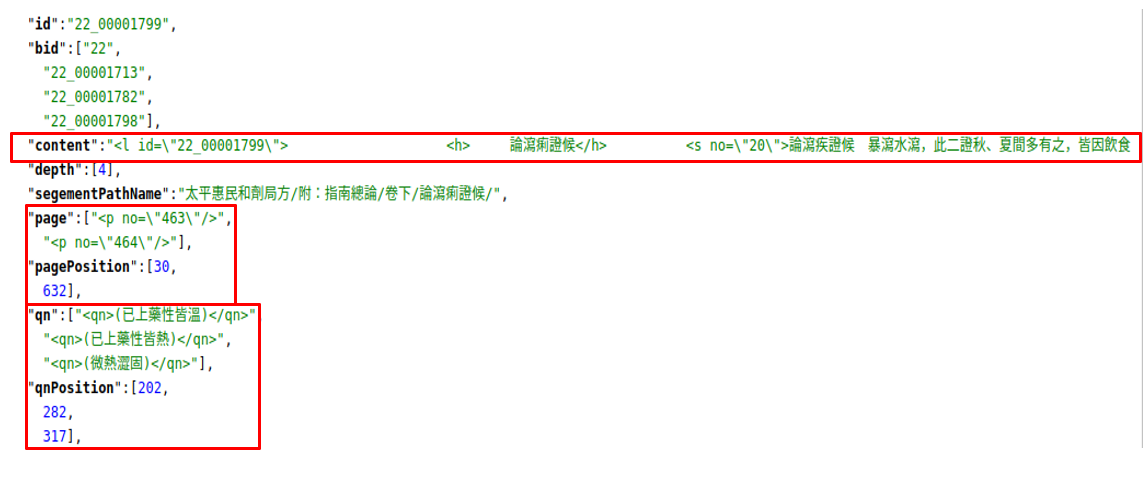 "id":"22_00001799",
"bid":["22",
"22_00001713",
"22_00001782",
"22_00001798"],
"content":"<l id=\"22_00001799\"> <h> 論瀉痢證候</h> <s no=\"20\">論瀉疾證候 暴瀉水瀉，此二證秋、夏間多有之，皆因飲食
"depth":[4],
"segementPathName":"太平惠民和劑局方/附：指南總論/卷下/論瀉痢證候/",
"page":["<p no=\"463\"/>",
"<p no=\"464\"/>"],
"pagePosition":[30,
632],
"qn":["<qn>(已上藥性皆溫)</qn>"
"<qn>(已上藥性皆熱)</qn>",
"<qn>(微熱澀固)</qn>"],
"qnPosition":[202,
282,
317],